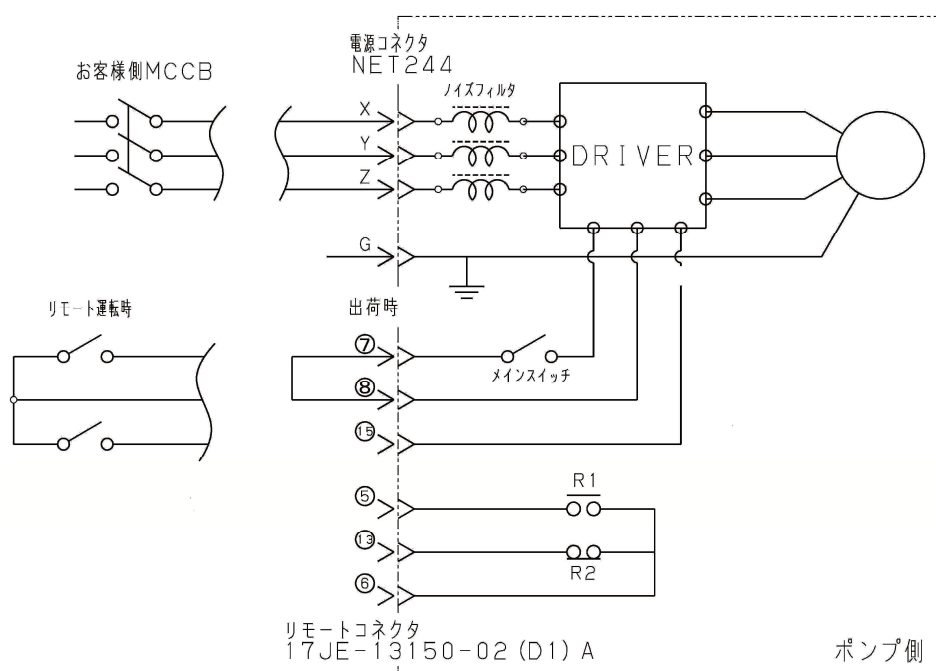 電源コネクタ
NET244
お客様側MCCB
ノイズフィルタ
X
Y
Z
DRIVER
G
リモート運転時
出荷時
⑦
メインスイッチ
⑧
⑮
⑤
R1
⑬
R2
⑥
リモートコネクタ
17JE-13150-02(D1)A
ポンプ側